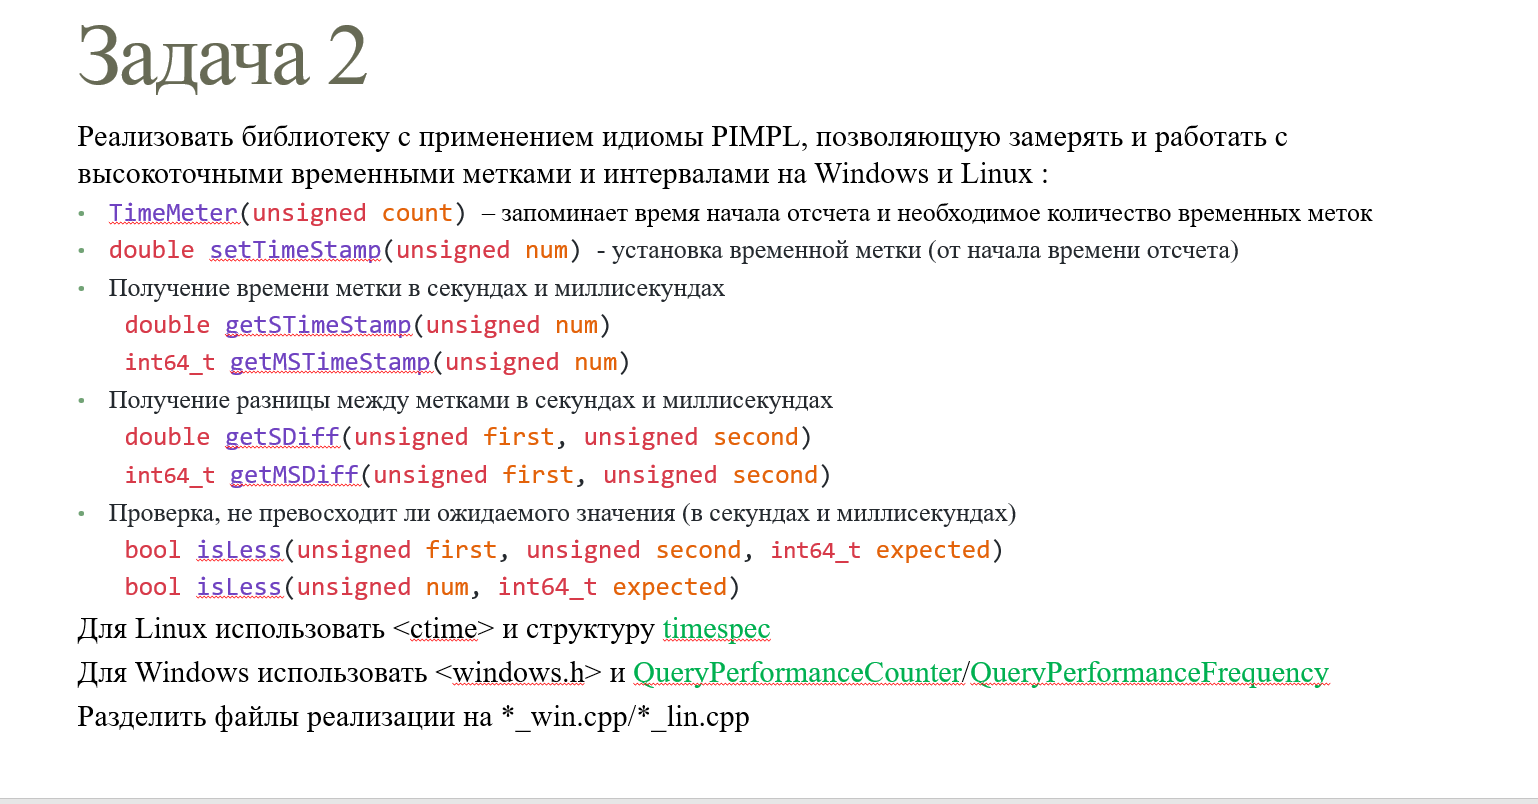 Задача 2
Реализовать библиотеку с применением идиомы PIMPL, позволяющую замерять и работать с
высокоточными временными метками и интервалами на Windows и Linux :
• TimeMeter(unsigned count) – запоминает время начала отсчета и необходимое количество временных меток
• double setTimeStamp(unsigned num) - установка временной метки (от начала времени отсчета)
• Получение времени метки в секундах и миллисекундах
double getSTimeStamp(unsigned num)
int64_t getMSTimeStamp(unsigned num)
• Получение разницы между метками в секундах и миллисекундах
double getSDiff(unsigned first, unsigned second)
int64_t getMSDiff(unsigned first, unsigned second)
• Проверка, не превосходит ли ожидаемого значения (в секундах и миллисекундах)
bool isLess(unsigned first, unsigned second, int64_t expected)
bool isLess(unsigned num, int64_t expected)
Для Linux использовать <ctime> и структуру timespec
Для Windows использовать <windows.h> и QueryPerformanceCounter/QueryPerformanceFrequency
Разделить файлы реализации на *_win.cpp/*_lin.cpp